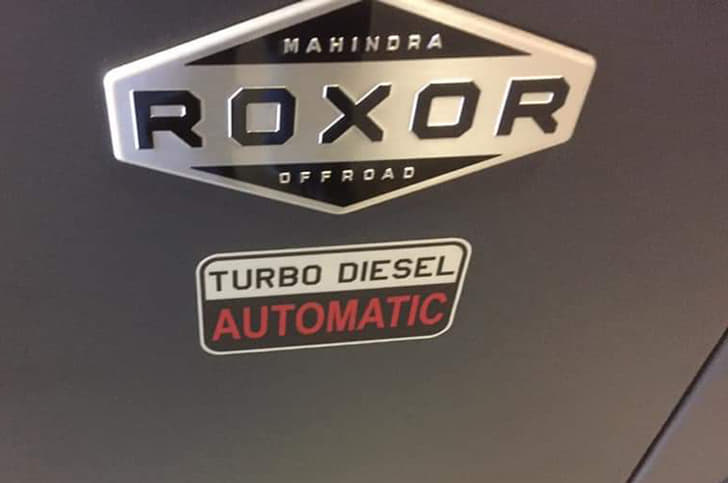 MAHINDRA
ROXOR
OFFROAD
TURBO DIESEL
AUTOMATIC